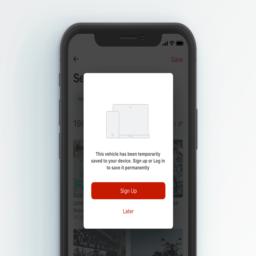 Save
This vehicle has been temporarily
saved to your device. Sign up or Log in
to save it permanently
Sign Up
Later